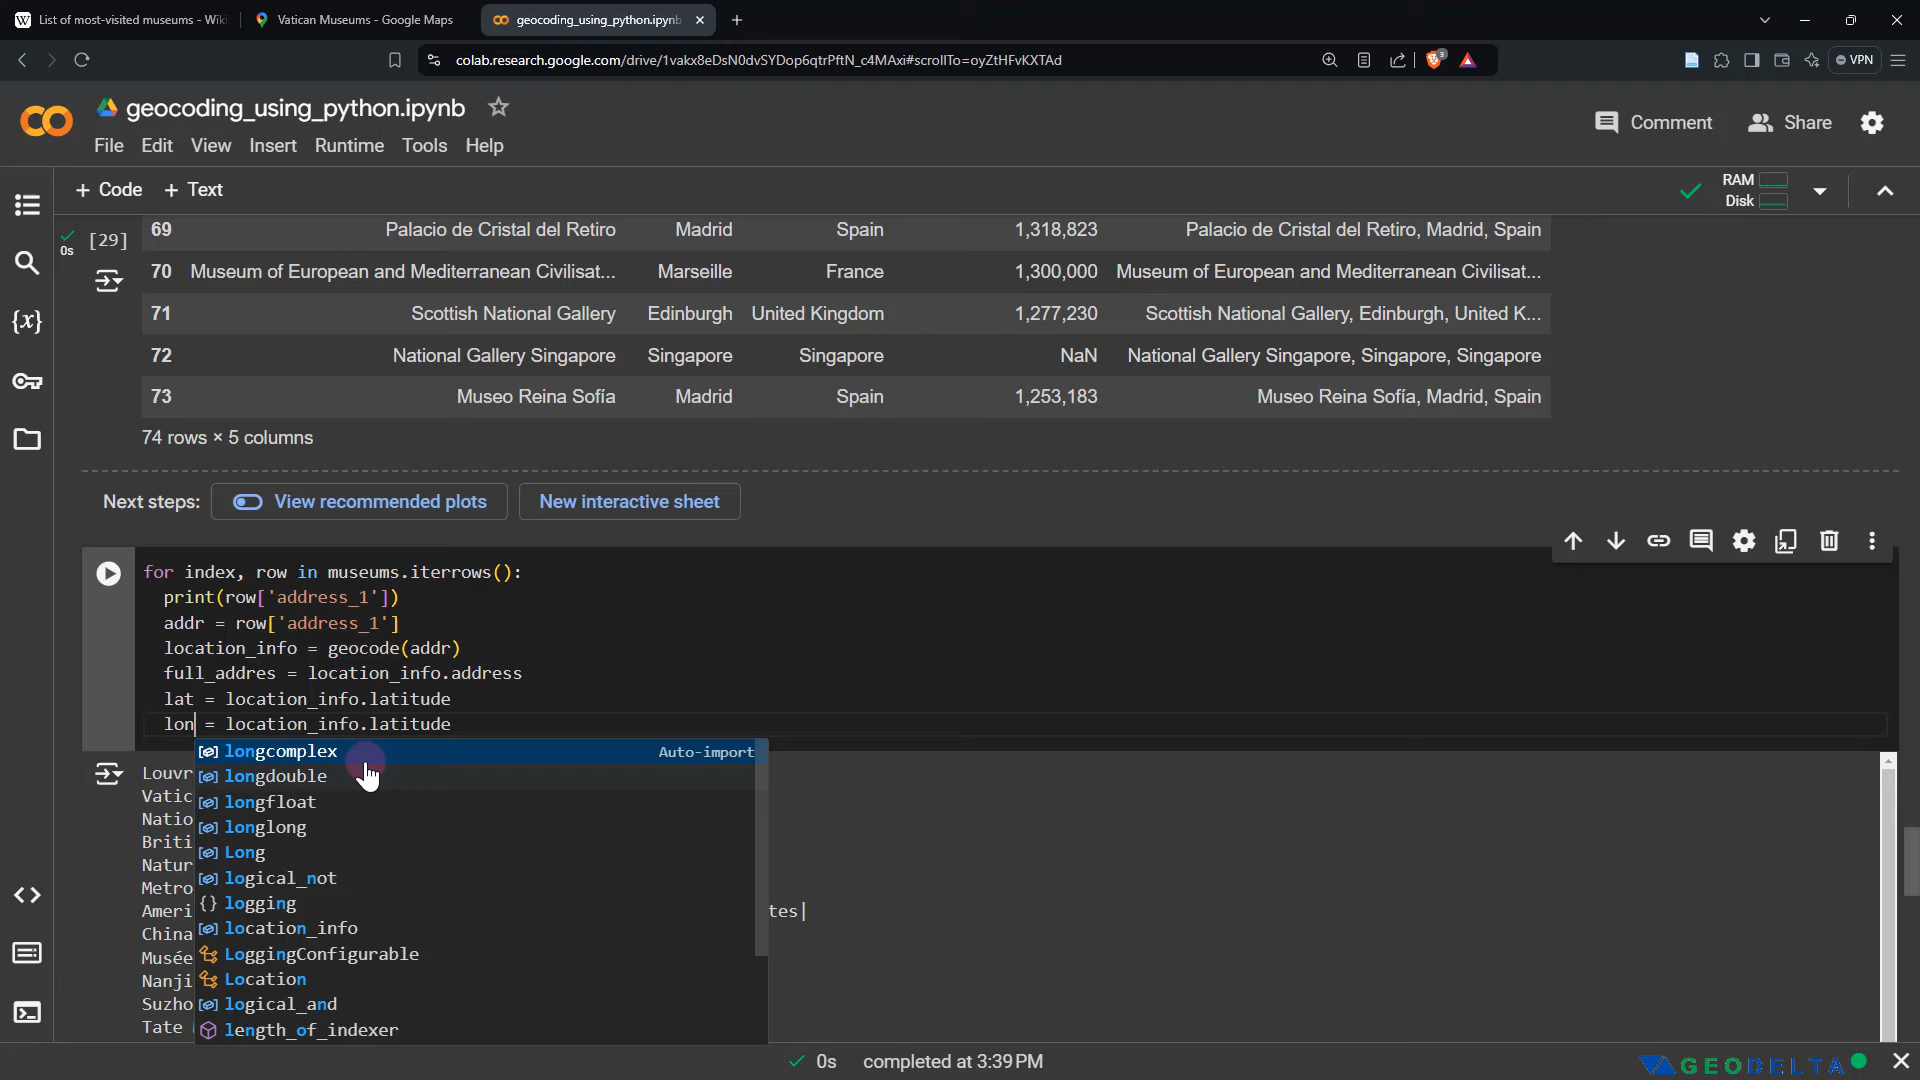 List of most-visited museums - Wiki
Vatican Museums - Google Maps
geocoding_using_python.ipynb
colab.research.google.com/drive/1vakx8eDsN0dvSYDop6qtrPftN_c4MAxi#scrollTo=oyZtHFvKXTAd
3
VPN
geocoding_using_python.ipynb
File Edit View Insert Runtime Tools Help
Comment
Share
+ Code + Text
RAM
Disk
0s
[29]
69 Palacio de Cristal del Retiro Madrid Spain 1,318,823 Palacio de Cristal del Retiro, Madrid, Spain
70 Museum of European and Mediterranean Civilisat... Marseille France 1,300,000 Museum of European and Mediterranean Civilisat...
71 Scottish National Gallery Edinburgh United Kingdom 1,277,230 Scottish National Gallery, Edinburgh, United K...
72 National Gallery Singapore Singapore Singapore NaN National Gallery Singapore, Singapore, Singapore
73 Museo Reina Sofía Madrid Spain 1,253,183 Museo Reina Sofía, Madrid, Spain
74 rows × 5 columns
Next steps: View recommended plots New interactive sheet
for index, row in museums.iterrows():
print(row['address_1'])
addr = row['address_1']
location_info = geocode(addr)
full_addres = location_info.address
lat = location_info.latitude
lon = location_info.latitude
longcomplex Auto-import
longdouble
longfloat
longlong
Long
logical_not
logging
location_info
LoggingConfigurable
Location
logical_and
length_of_indexer
Louvr
Vatic
Natio
Briti
Natur
Metro
Ameri
tes|
China
Musée
Nanji
Suzho
Tate
0s completed at 3:39 PM
GEODELTA